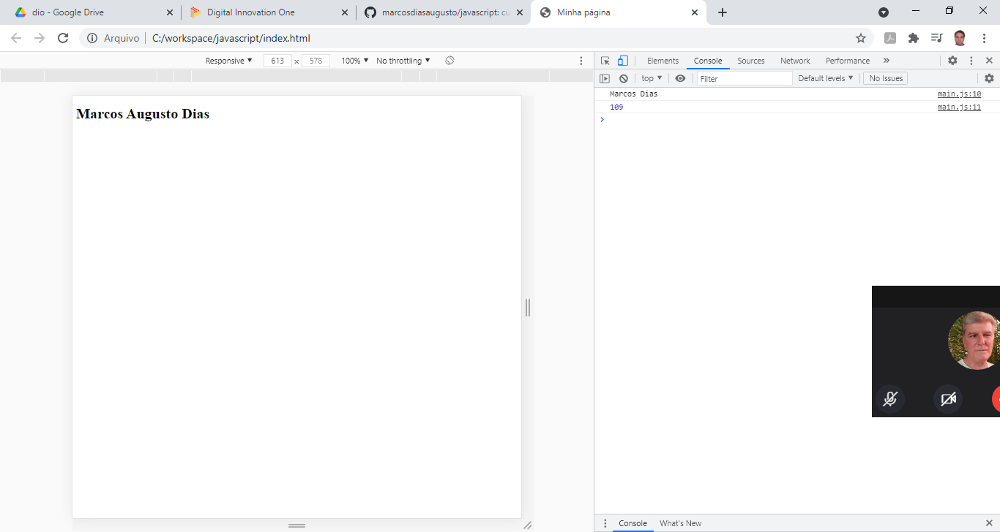 dio - Google Drive
Digital Innovation One
marcosdiasaugusto/javascript: cu
Minha página
Arquivo C:/workspace/javascript/index.html
Responsive 613 x 578 100% No throttling
Elements Console Sources Network Performance
top Filter Default levels No Issues
Marcos Augusto Dias
Marcos Dias main.js:10
109 main.js:11
Console What's New